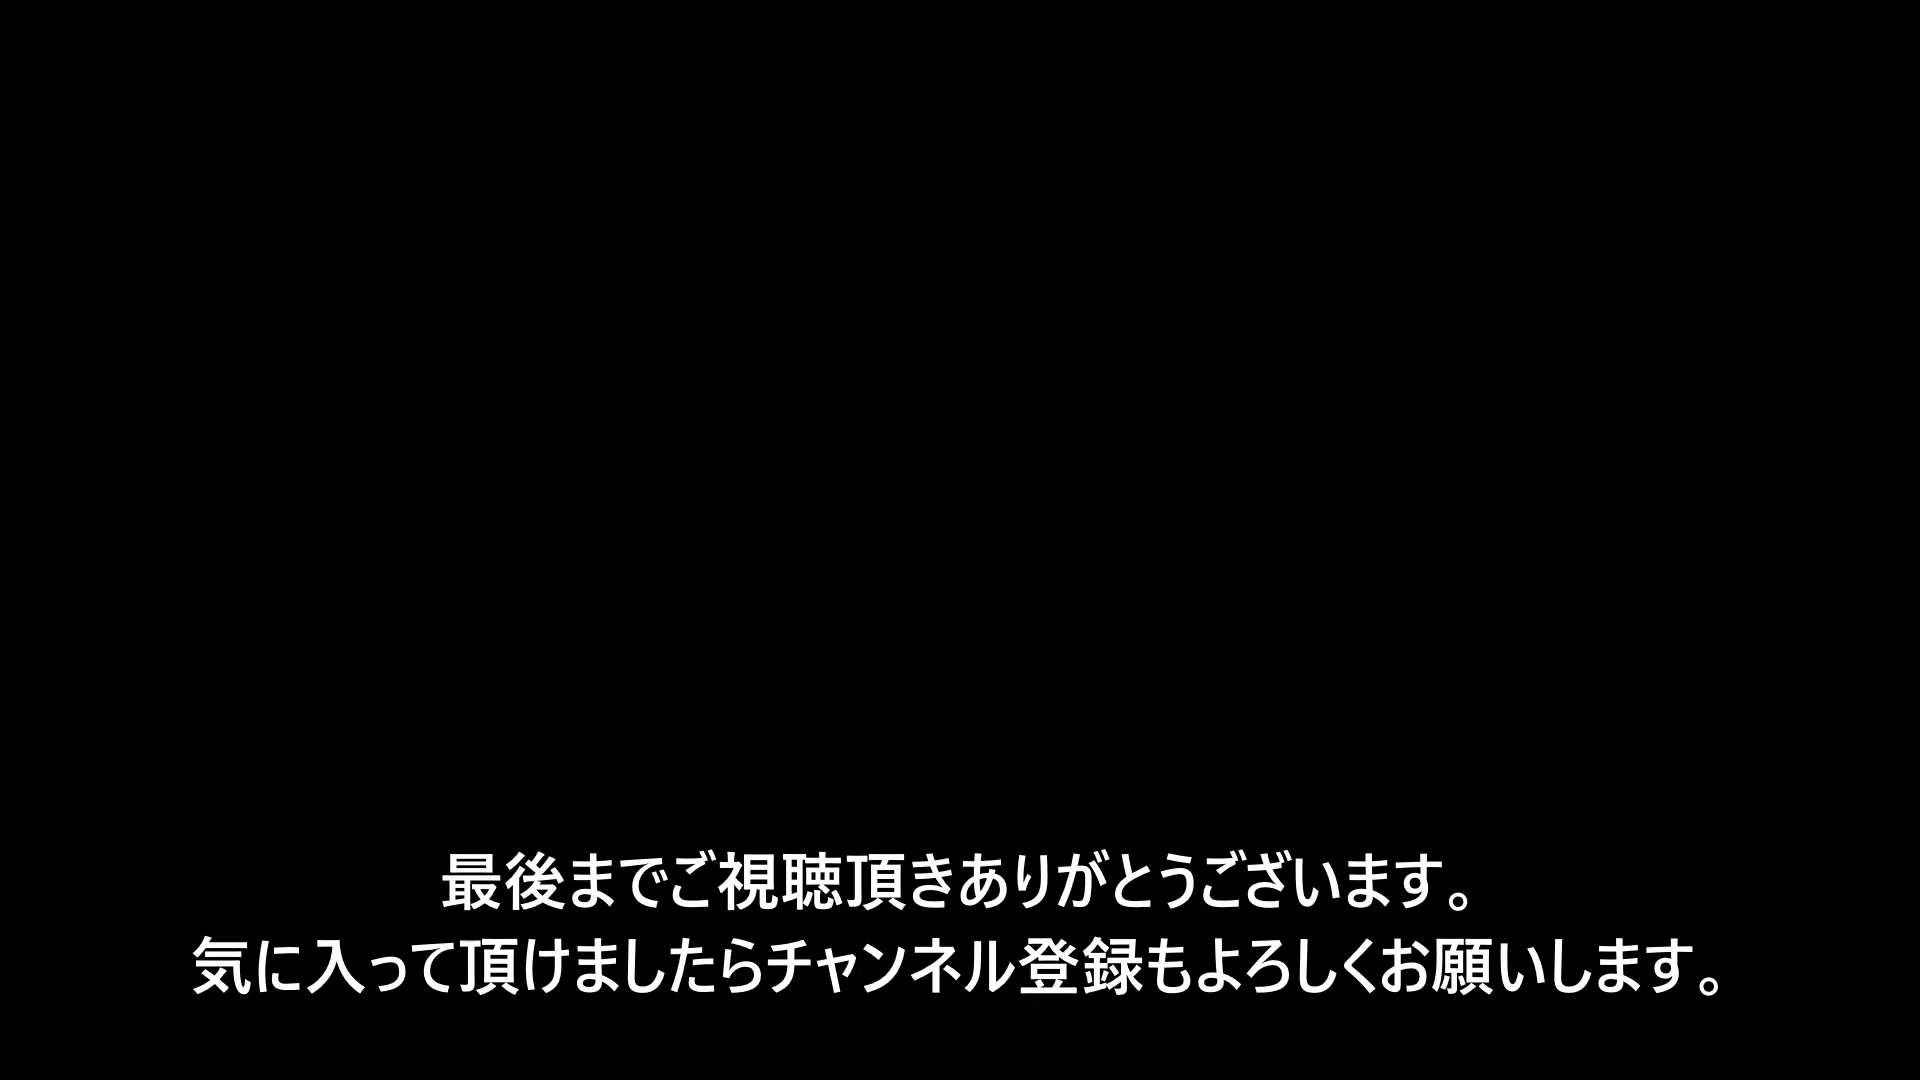 最後までご視聴頂きありがとうございます。
気に入って頂けましたらチャンネル登録もよろしくお願いします。